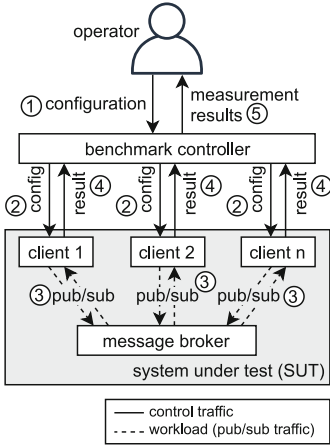 operator
① configuration
measurement
results ⑤
benchmark controller
② config result ④
② config result ④
② config result ④
client 1 client 2 client n
③ pub/sub pub/sub ③ pub/sub ③
message broker
system under test (SUT)
control traffic
workload (pub/sub traffic)